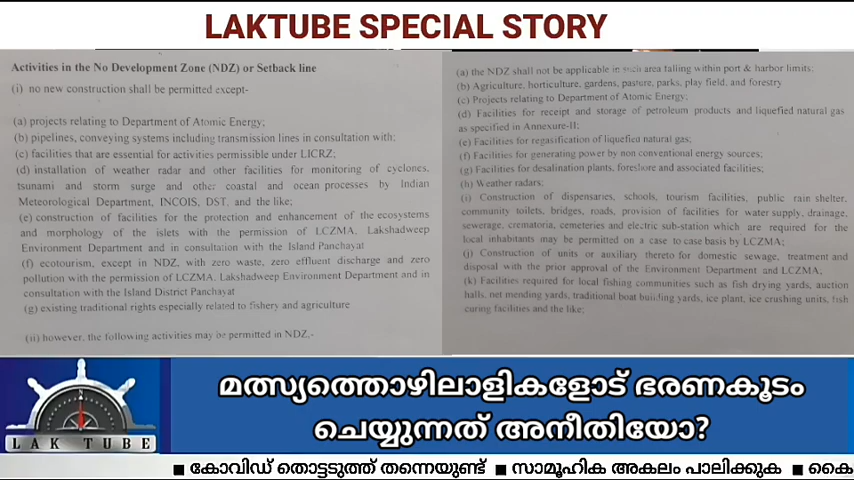 LAKTUBE SPECIAL STORY
Activities in the No Development Zone (NDZ) or Setback line
(i) no new construction shall be permitted except-
(a) projects relating to Department of Atomic Energy;
(b) pipelines, conveying systems including transmission lines in consultation with;
(c) facilities that are essential for activities permissible under LICRZ;
(d) installation of weather radar and other facilities for monitoring of cyclones,
tsunami and storm surge and other coastal and ocean processes by Indian
Meteorological Department, INCOIS, DST, and the like;
(e) construction of facilities for the protection and enhancement of the ecosystems
and morphology of the islets with the permission of LCZMA, Lakshadweep
Environment Department and in consultation with the Island Panchayat
(f) ecotourism, except in NDZ, with zero waste, zero effluent discharge and zero
pollution with the permission of LCZMA, Lakshadweep Environment Department and in
consultation with the Island District Panchayat
(g) existing traditional rights especially related to fishery and agriculture
(ii) however, the following activities may be permitted in NDZ,-
(a) the NDZ shall not be applicable in such area falling within port & harbor limits;
(b) Agriculture, horticulture, gardens, pasture, parks, play field, and forestry
(c) Projects relating to Department of Atomic Energy;
(d) Facilities for receipt and storage of petroleum products and liquefied natural gas
as specified in Annexure-II;
(e) Facilities for regasification of liquefied natural gas;
(f) Facilities for generating power by non conventional energy sources;
(g) Facilities for desalination plants, foreshore and associated facilities;
(h) Weather radars;
(i) Construction of dispensaries, schools, tourism facilities, public rain shelter,
community toilets, bridges, roads, provision of facilities for water supply, drainage,
sewerage, crematoria, cemeteries and electric sub-station which are required for the
local inhabitants may be permitted on a case to case basis by LCZMA;
(j) Construction of units or auxiliary thereto for domestic sewage, treatment and
disposal with the prior approval of the Environment Department and LCZMA;
(k) Facilities required for local fishing communities such as fish drying yards, auction
halls, net mending yards, traditional boat building yards, ice plant, ice crushing units, fish
curing facilities and the like;
LAK TUBE
മത്സ്യത്തൊഴിലാളികളോട് ഭരണകൂടം
ചെയ്യുന്നത് അനീതിയോ?
■ കോവിഡ് തൊട്ടടുത്ത് തന്നെയുണ്ട് ■ സാമൂഹിക അകലം പാലിക്കുക ■ കൈ